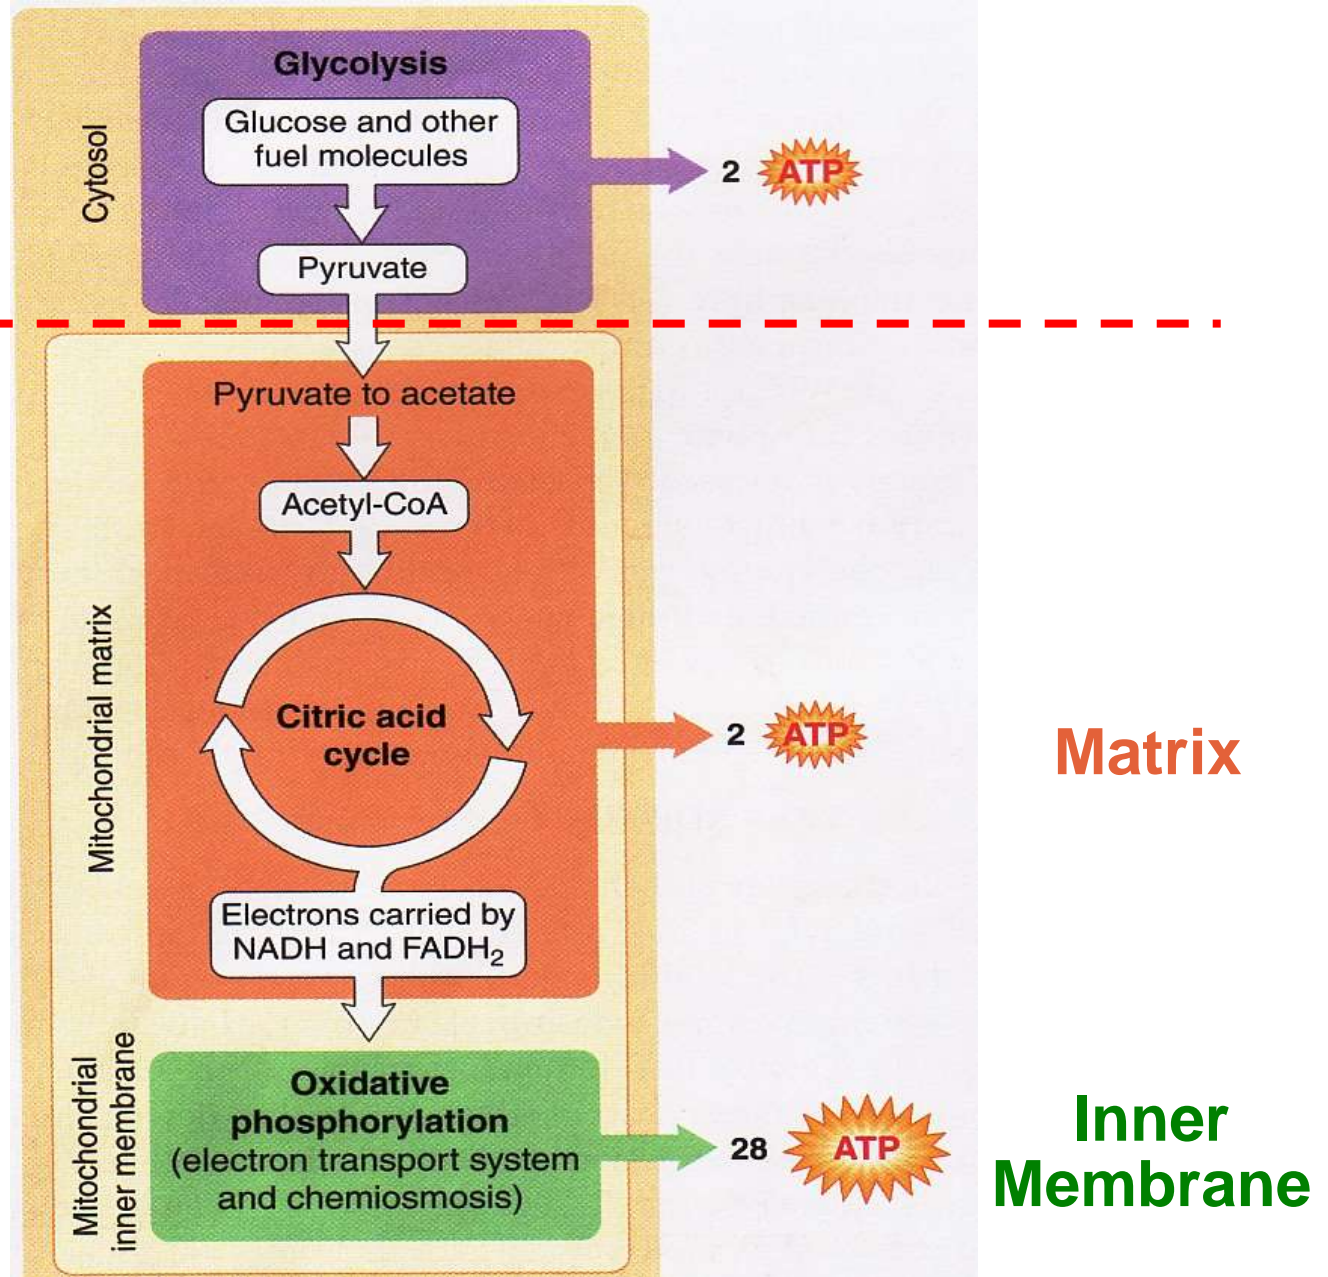 Glycolysis
Cytosol
Glucose and other
fuel molecules
2 ATP
Pyruvate
Pyruvate to acetate
Acetyl-CoA
Mitochondrial matrix
Citric acid
cycle
2 ATP
Matrix
Electrons carried by
NADH and FADH₂
Mitochondrial
inner membrane
Oxidative
phosphorylation
(electron transport system
and chemiosmosis)
28 ATP
Inner
Membrane